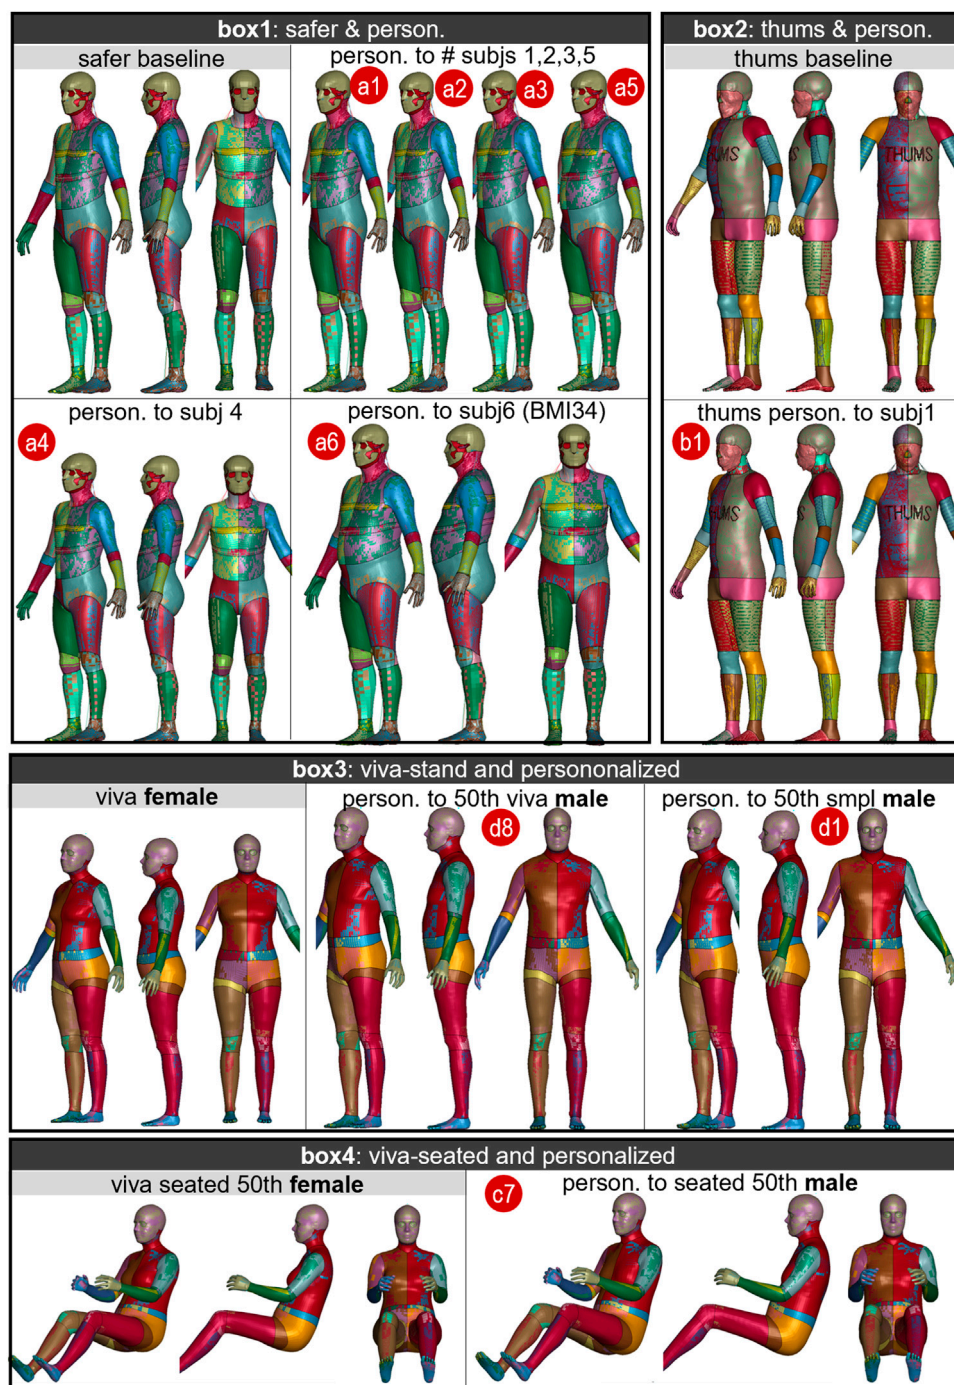 box1: safer & person.
safer baseline
person. to # subjs 1,2,3,5
a1
a2
a3
a5
person. to subj 4
a4
person. to subj6 (BMI34)
a6
box2: thums & person.
thums baseline
HUMS
THUMS
thums person. to subj1
b1
HUMS
THUMS
box3: viva-stand and persononalized
viva female
person. to 50th viva male
d8
person. to 50th smpl male
d1
box4: viva-seated and personalized
viva seated 50th female
person. to seated 50th male
c7